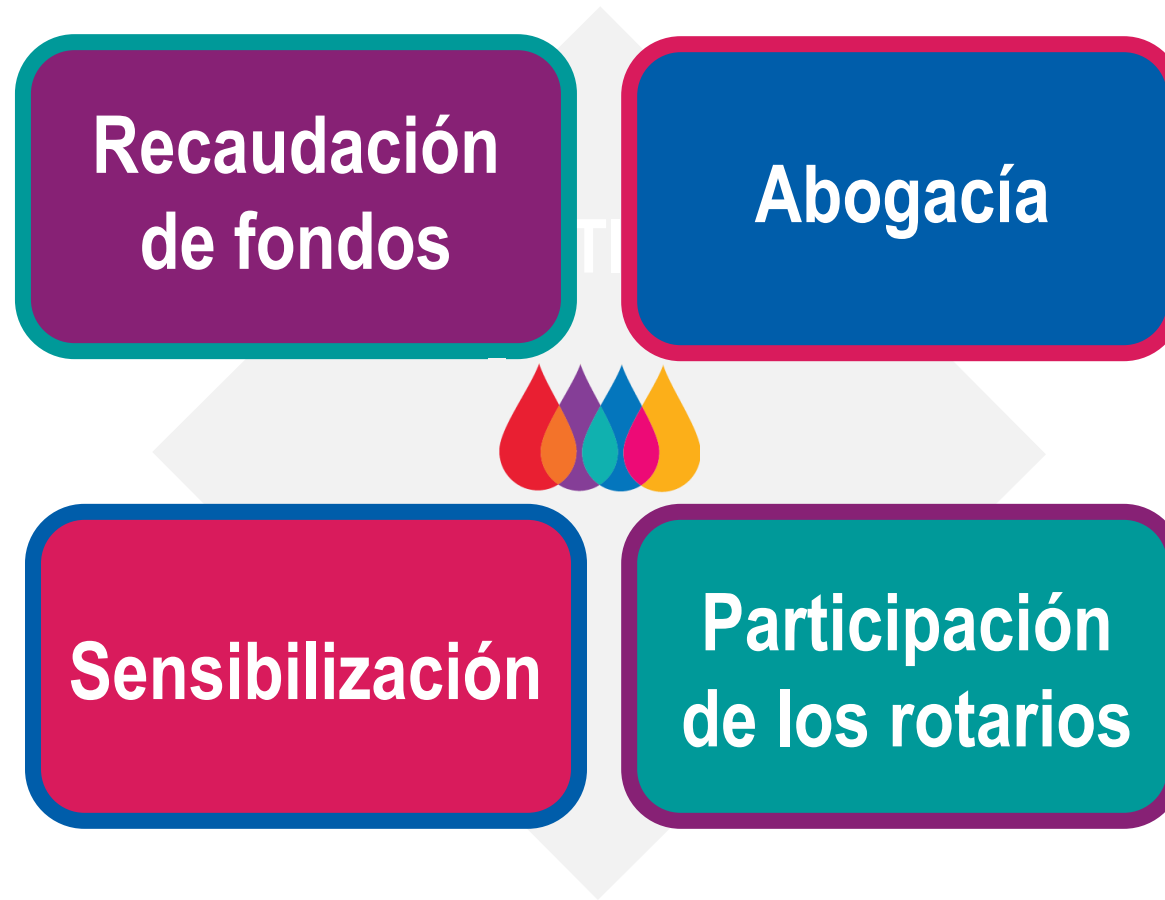 Recaudación
de fondos
Abogacía
Sensibilización
Participación
de los rotarios